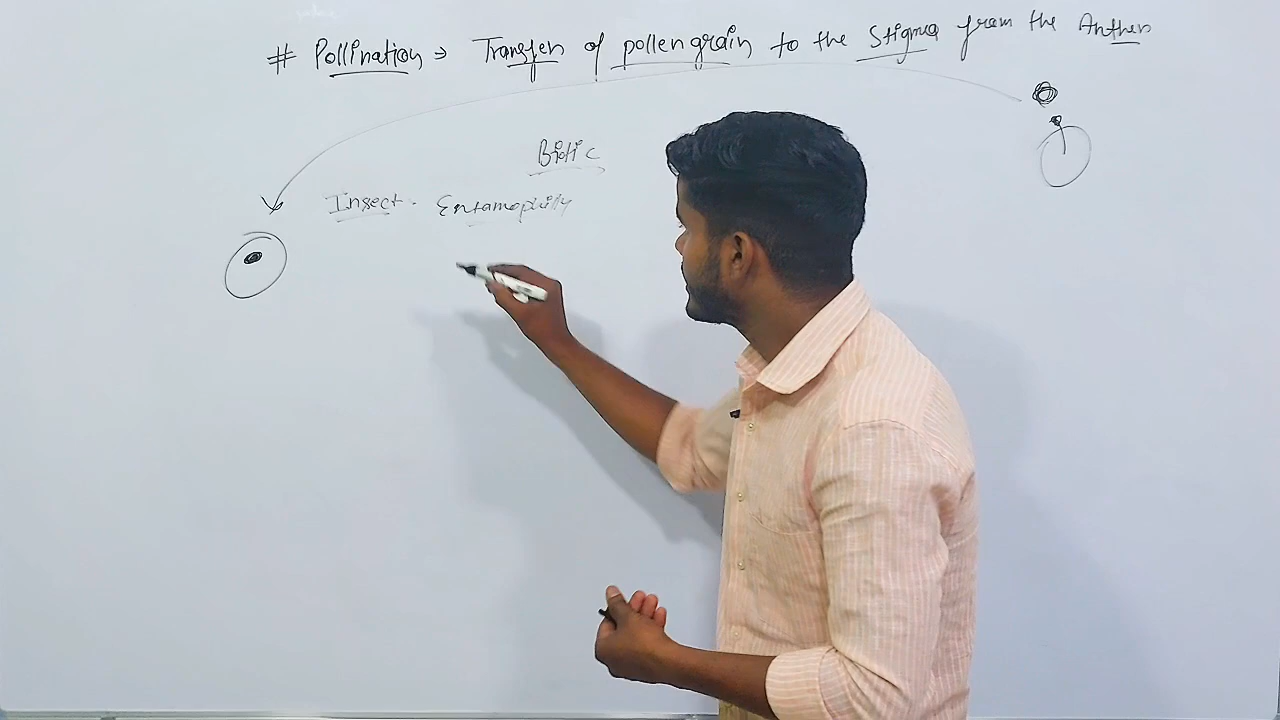 # Pollination → Transfer of pollengrain to the Stigma from the Anther
Biotic
Insect - Entamophily